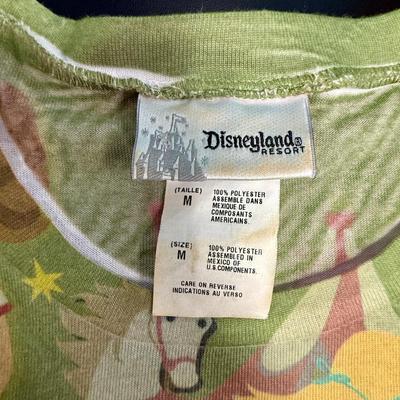 Disneyland®
RESORT
(TAILLE)
M
100% POLYESTER
ASSEMBLE DANS
MEXIQUE DE
COMPOSANTS
AMERICAINS.
(SIZE)
M
100% POLYESTER
ASSEMBLED IN
MEXICO OF
U.S.COMPONENTS.
CARE ON REVERSE
INDICATIONS AU VERSO